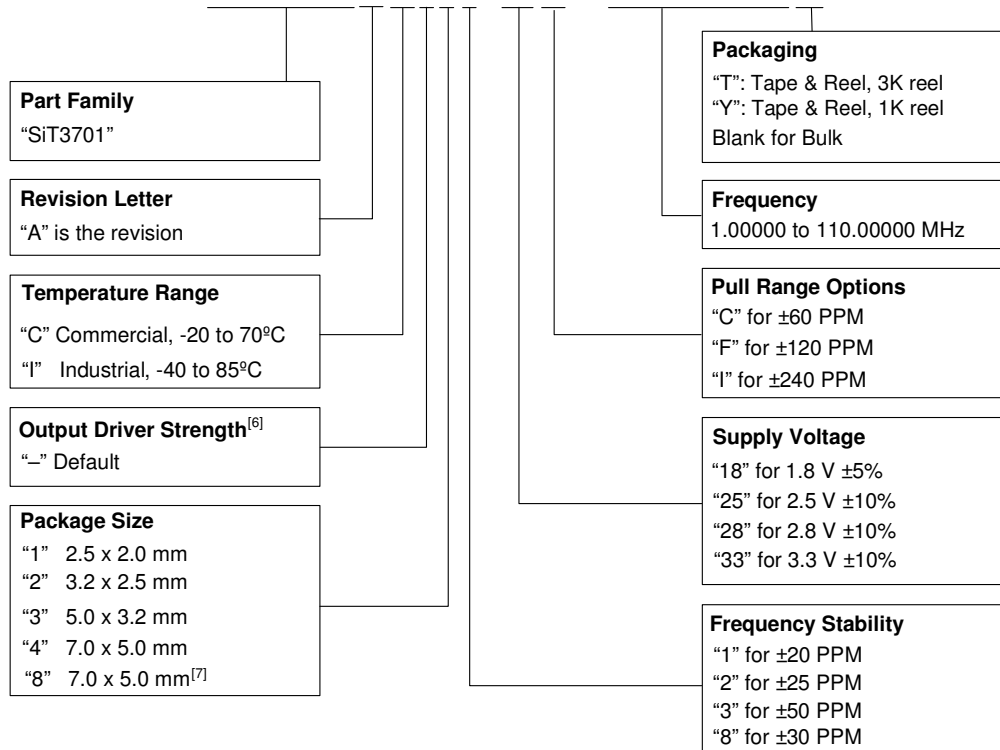 Part Family
“SiT3701”
Revision Letter
“A” is the revision
Temperature Range
“C” Commercial, -20 to 70ºC
“I” Industrial, -40 to 85ºC
Output Driver Strength[6]
“–” Default
Package Size
“1” 2.5 x 2.0 mm
“2” 3.2 x 2.5 mm
“3” 5.0 x 3.2 mm
“4” 7.0 x 5.0 mm
“8” 7.0 x 5.0 mm[7]
Packaging
“T”: Tape & Reel, 3K reel
“Y”: Tape & Reel, 1K reel
Blank for Bulk
Frequency
1.00000 to 110.00000 MHz
Pull Range Options
“C” for ±60 PPM
“F” for ±120 PPM
“I” for ±240 PPM
Supply Voltage
“18” for 1.8 V ±5%
“25” for 2.5 V ±10%
“28” for 2.8 V ±10%
“33” for 3.3 V ±10%
Frequency Stability
“1” for ±20 PPM
“2” for ±25 PPM
“3” for ±50 PPM
“8” for ±30 PPM